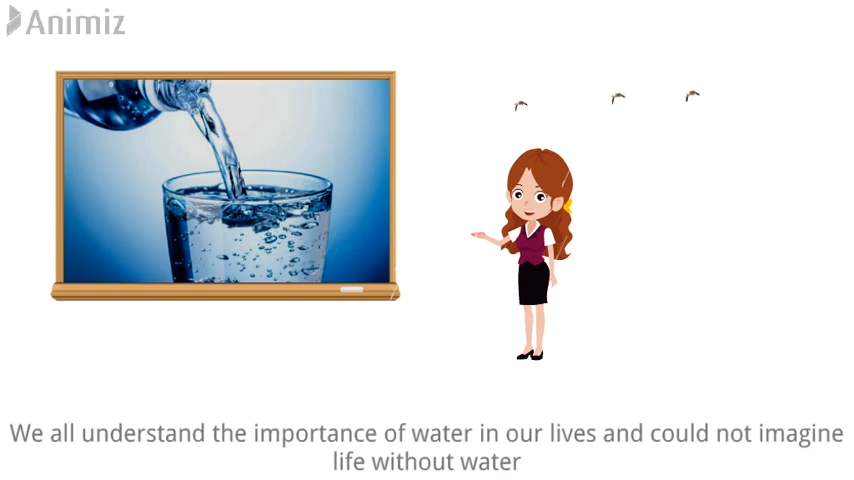 Animiz
We all understand the importance of water in our lives and could not imagine
life without water